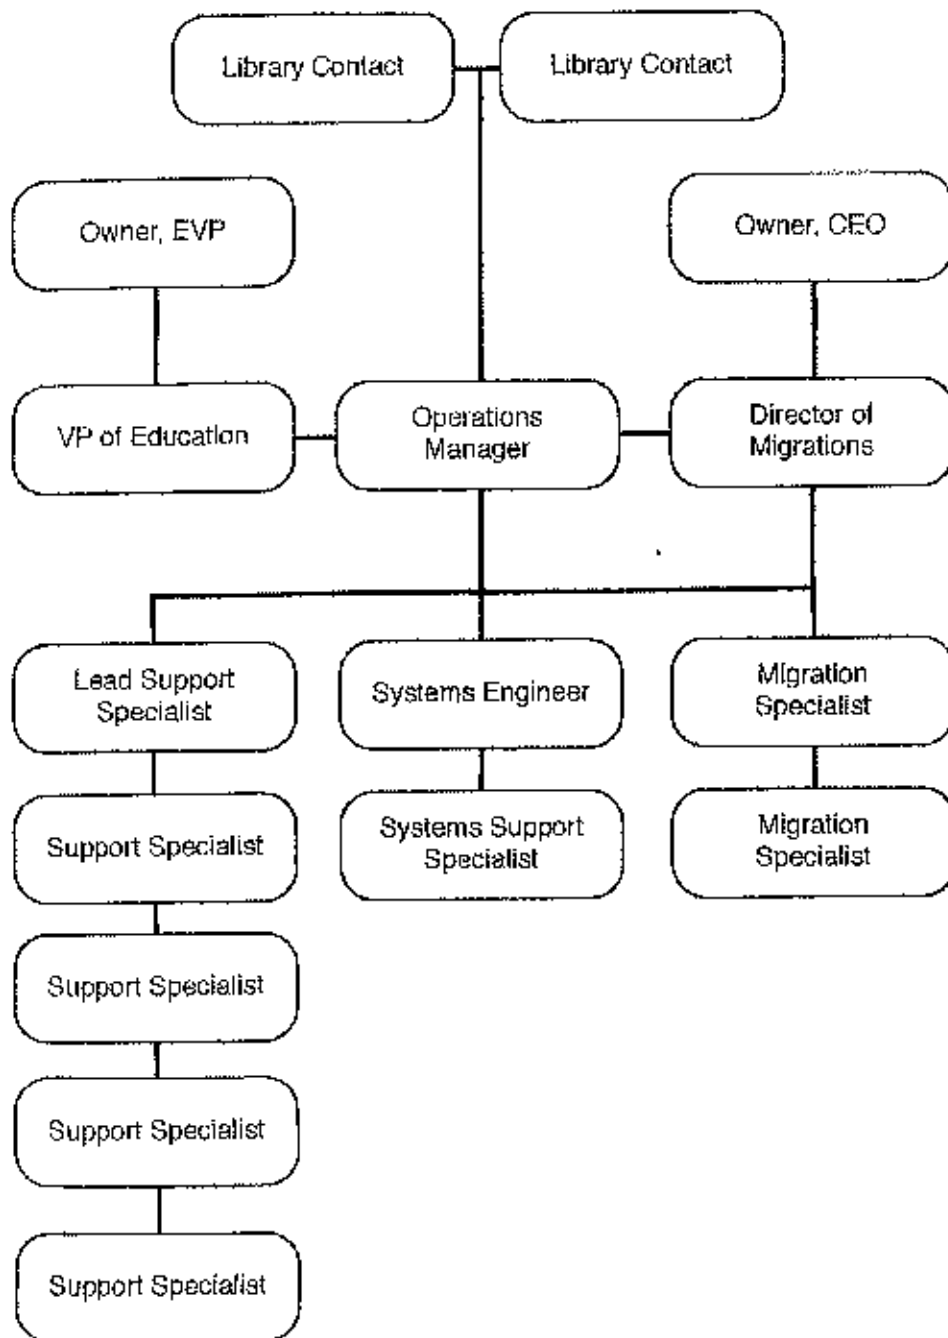 Library Contact
Library Contact
Owner, EVP
Owner, CEO
VP of Education
Operations
Manager
Director of
Migrations
Lead Support
Specialist
Systems Engineer
Migration
Specialist
Support Specialist
Systems Support
Specialist
Migration
Specialist
Support Specialist
Support Specialist
Support Specialist